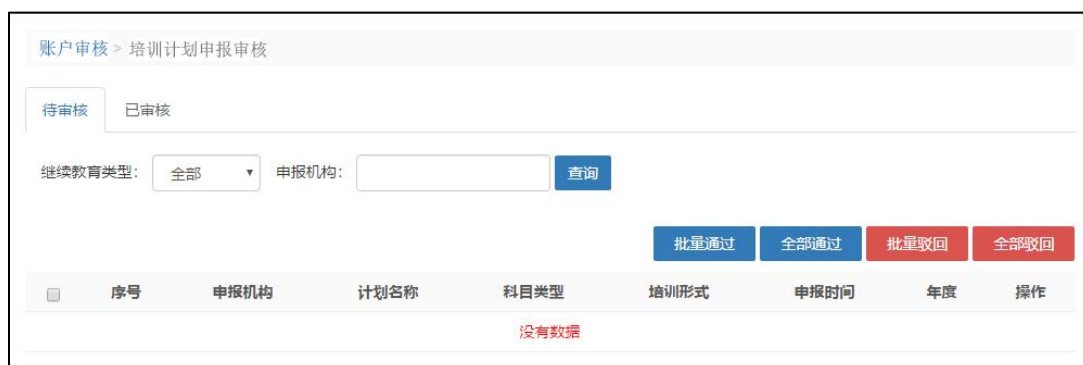 账户审核 > 培训计划申报审核
待审核 已审核
继续教育类型: 全部 申报机构: 查询
批量通过 全部通过 批量驳回 全部驳回
序号 申报机构 计划名称 科目类型 培训形式 申报时间 年度 操作
没有数据